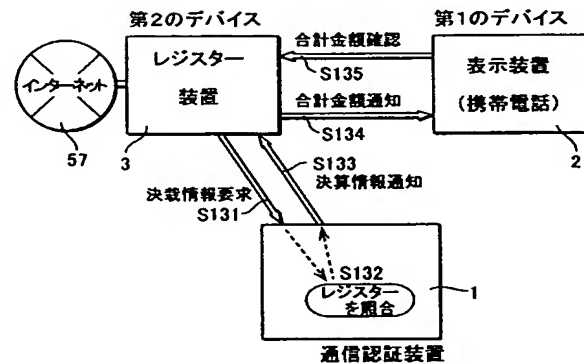 第2のデバイス
第1のデバイス
インターネット
57
レジスター
装置
3
合計金額確認
S135
合計金額通知
S134
表示装置
(携帯電話)
2
S133
決算情報通知
決裁情報要求
S131
S132
レジスター
を照合
1
通信認証装置